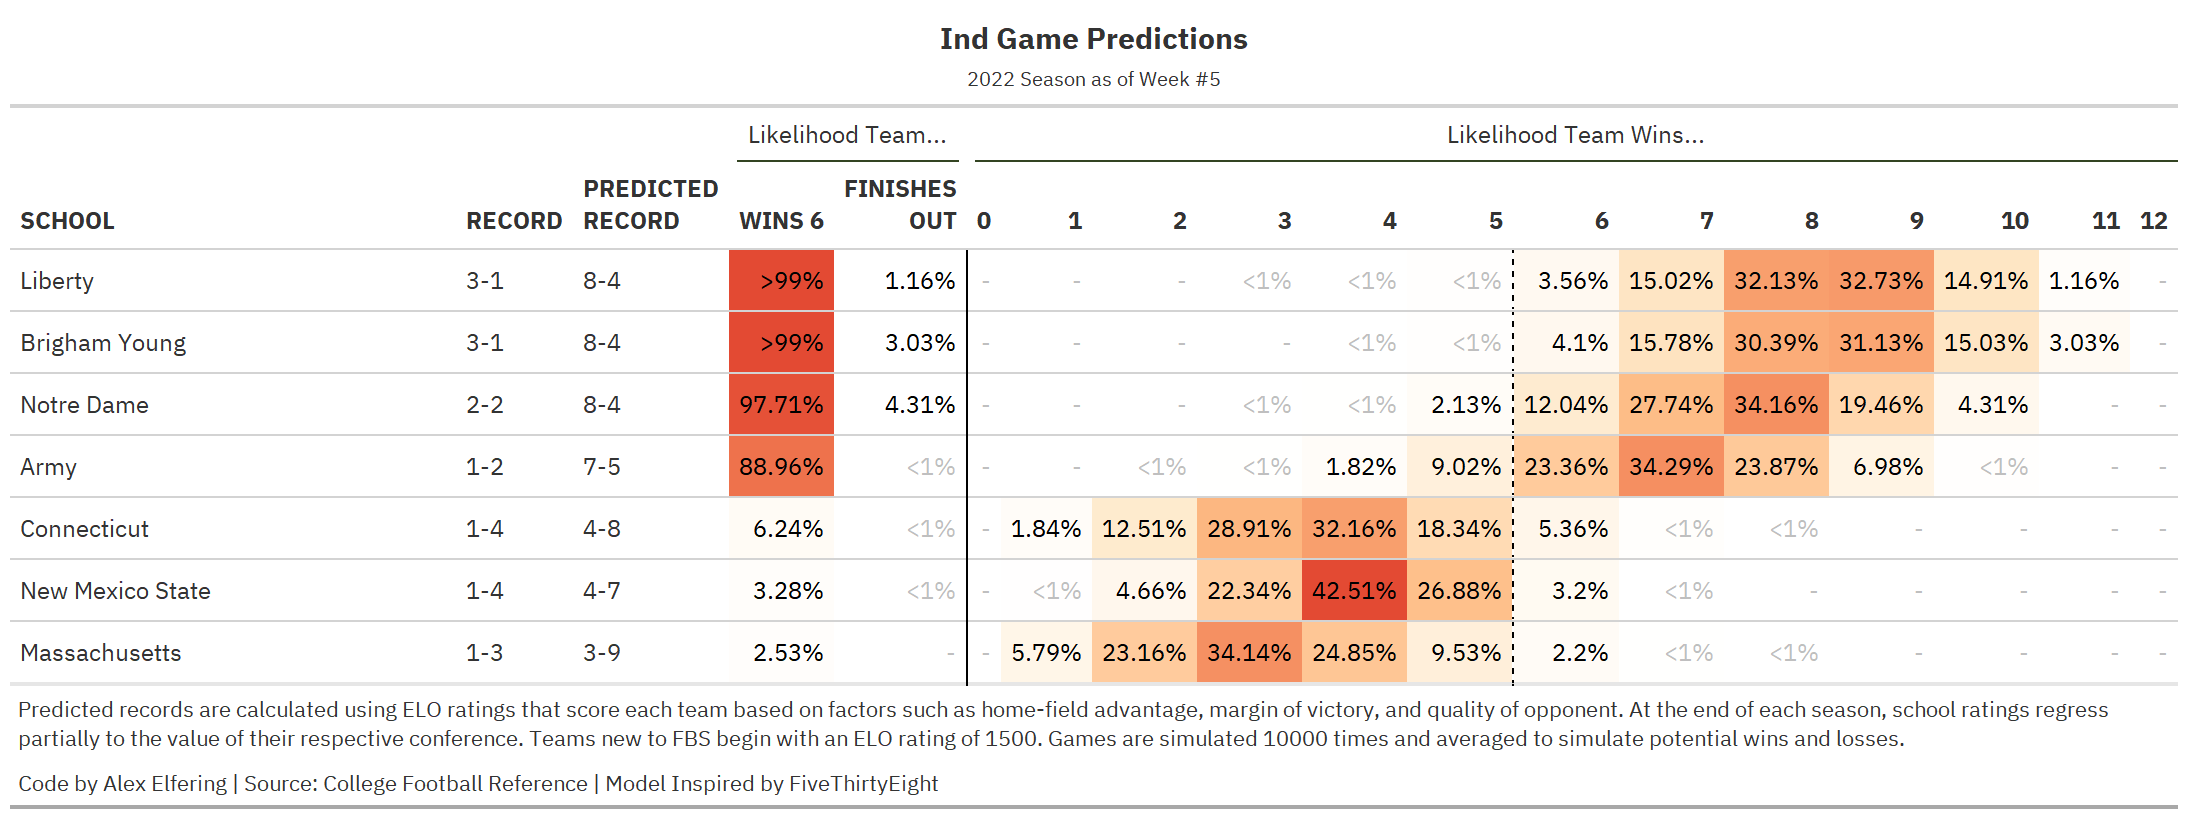 Ind Game Predictions
2022 Season as of Week #5
Likelihood Team... Likelihood Team Wins...
PREDICTED FINISHES
SCHOOL RECORD RECORD WINS 6 OUT 0 1 2 3 4 5 6 7 8 9 10 11 12
Liberty 3-1 8-4 >99% 1.16% - - - <1% <1% <1% 3.56% 15.02% 32.13% 32.73% 14.91% 1.16% -
Brigham Young 3-1 8-4 >99% 3.03% - - - - <1% <1% 4.1% 15.78% 30.39% 31.13% 15.03% 3.03% -
Notre Dame 2-2 8-4 97.71% 4.31% - - - <1% <1% 2.13% 12.04% 27.74% 34.16% 19.46% 4.31% - -
Army 1-2 7-5 88.96% <1% - - <1% <1% 1.82% 9.02% 23.36% 34.29% 23.87% 6.98% <1% - -
Connecticut 1-4 4-8 6.24% <1% - 1.84% 12.51% 28.91% 32.16% 18.34% 5.36% <1% <1% - - - -
New Mexico State 1-4 4-7 3.28% <1% - <1% 4.66% 22.34% 42.51% 26.88% 3.2% <1% - - - - -
Massachusetts 1-3 3-9 2.53% - - 5.79% 23.16% 34.14% 24.85% 9.53% 2.2% <1% <1% - - - -
Predicted records are calculated using ELO ratings that score each team based on factors such as home-field advantage, margin of victory, and quality of opponent. At the end of each season, school ratings regress
partially to the value of their respective conference. Teams new to FBS begin with an ELO rating of 1500. Games are simulated 10000 times and averaged to simulate potential wins and losses.
Code by Alex Elfering | Source: College Football Reference | Model Inspired by FiveThirtyEight